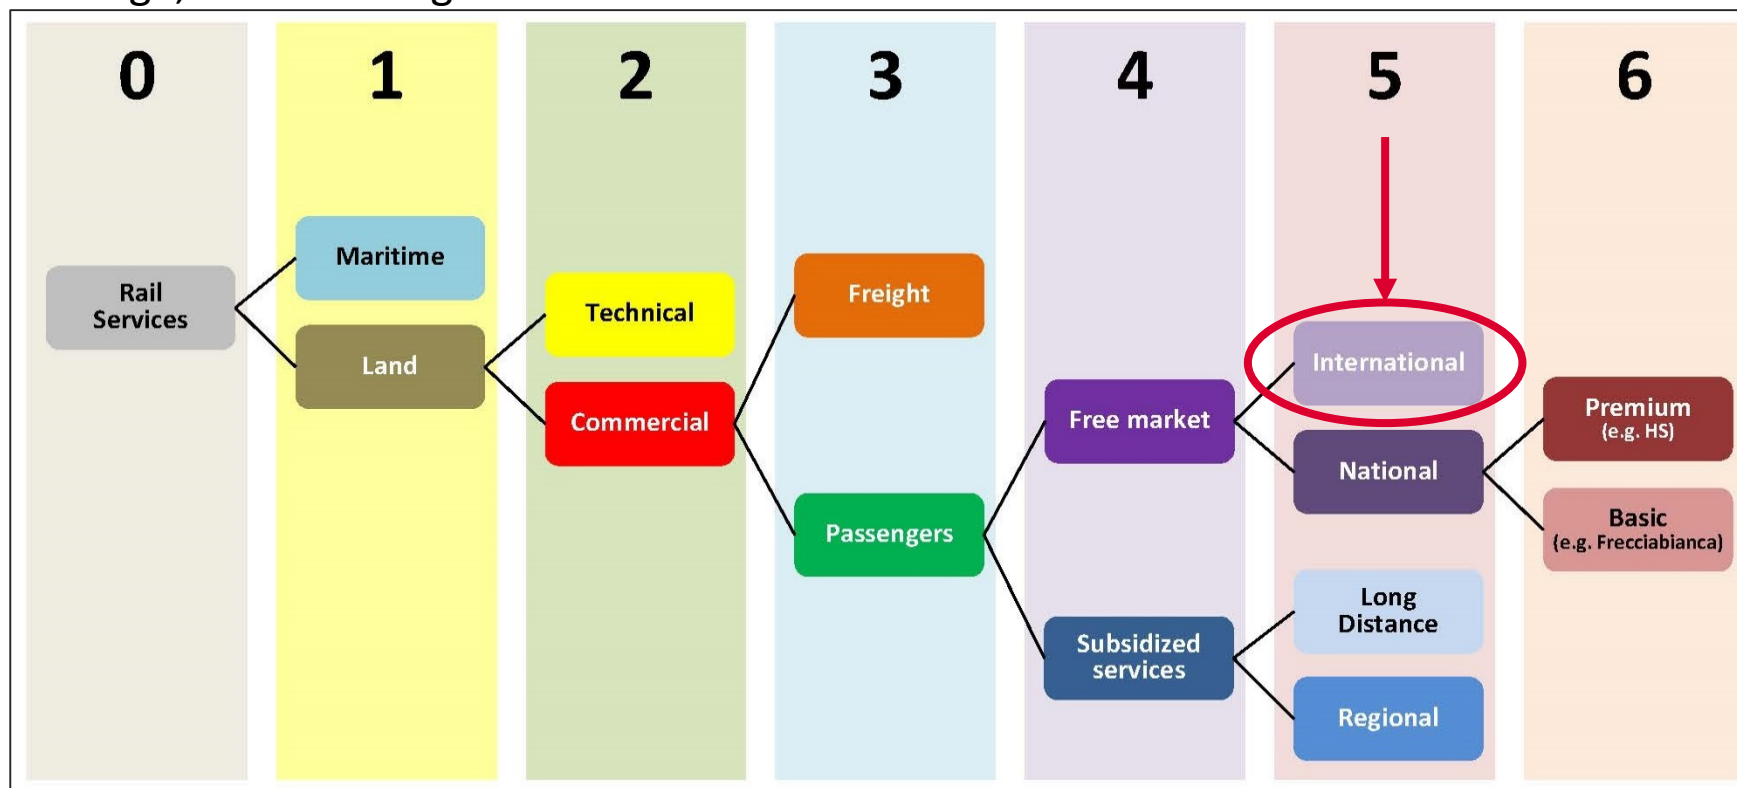 0
1
2
3
4
5
6
Rail
Services
Maritime
Land
Technical
Commercial
Freight
Passengers
Free market
Subsidized
services
International
National
Long
Distance
Regional
Premium
(e.g. HS)
Basic
(e.g. Frecciabianca)